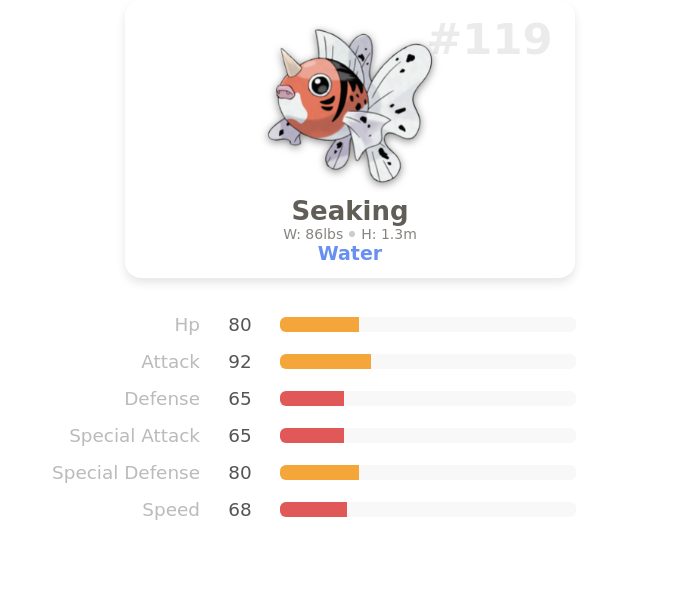 #119
Seaking
W: 86lbs ● H: 1.3m
Water
Hp 80
Attack 92
Defense 65
Special Attack 65
Special Defense 80
Speed 68